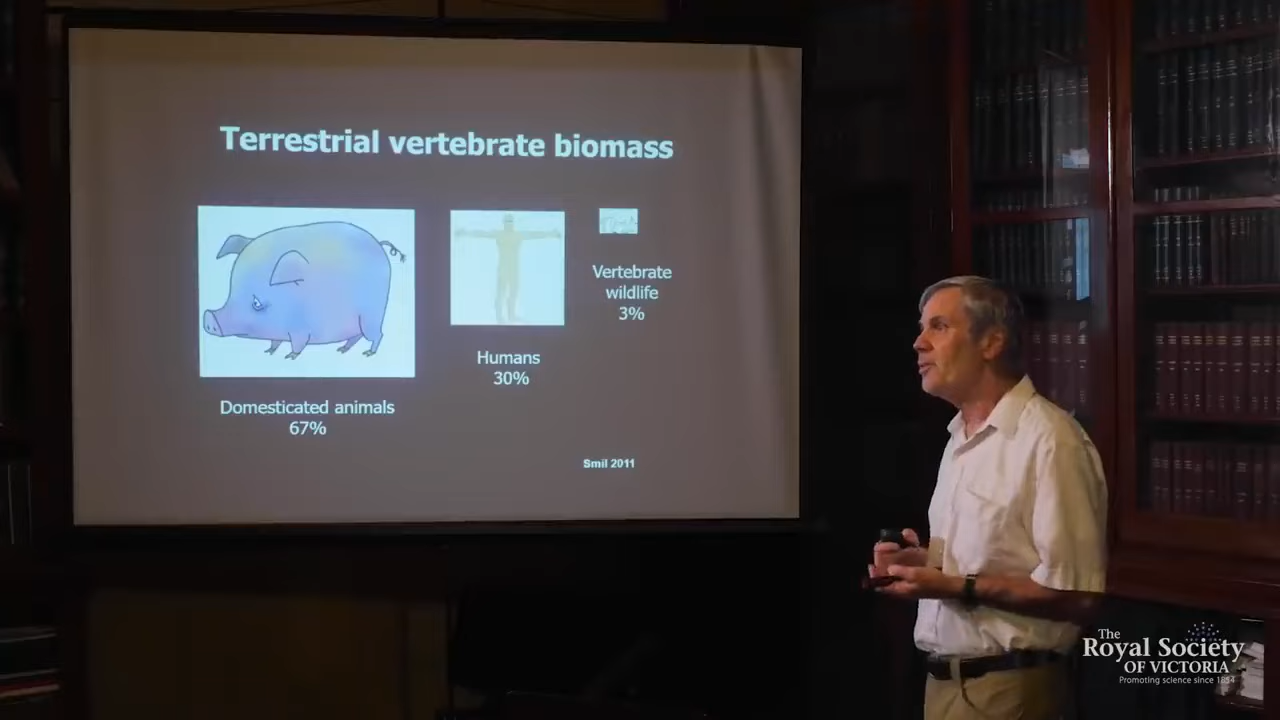 Terrestrial vertebrate biomass
Vertebrate
wildlife
3%
Humans
30%
Domesticated animals
67%
Smil 2011
The
Royal Society
OF VICTORIA
Promoting science since 1854